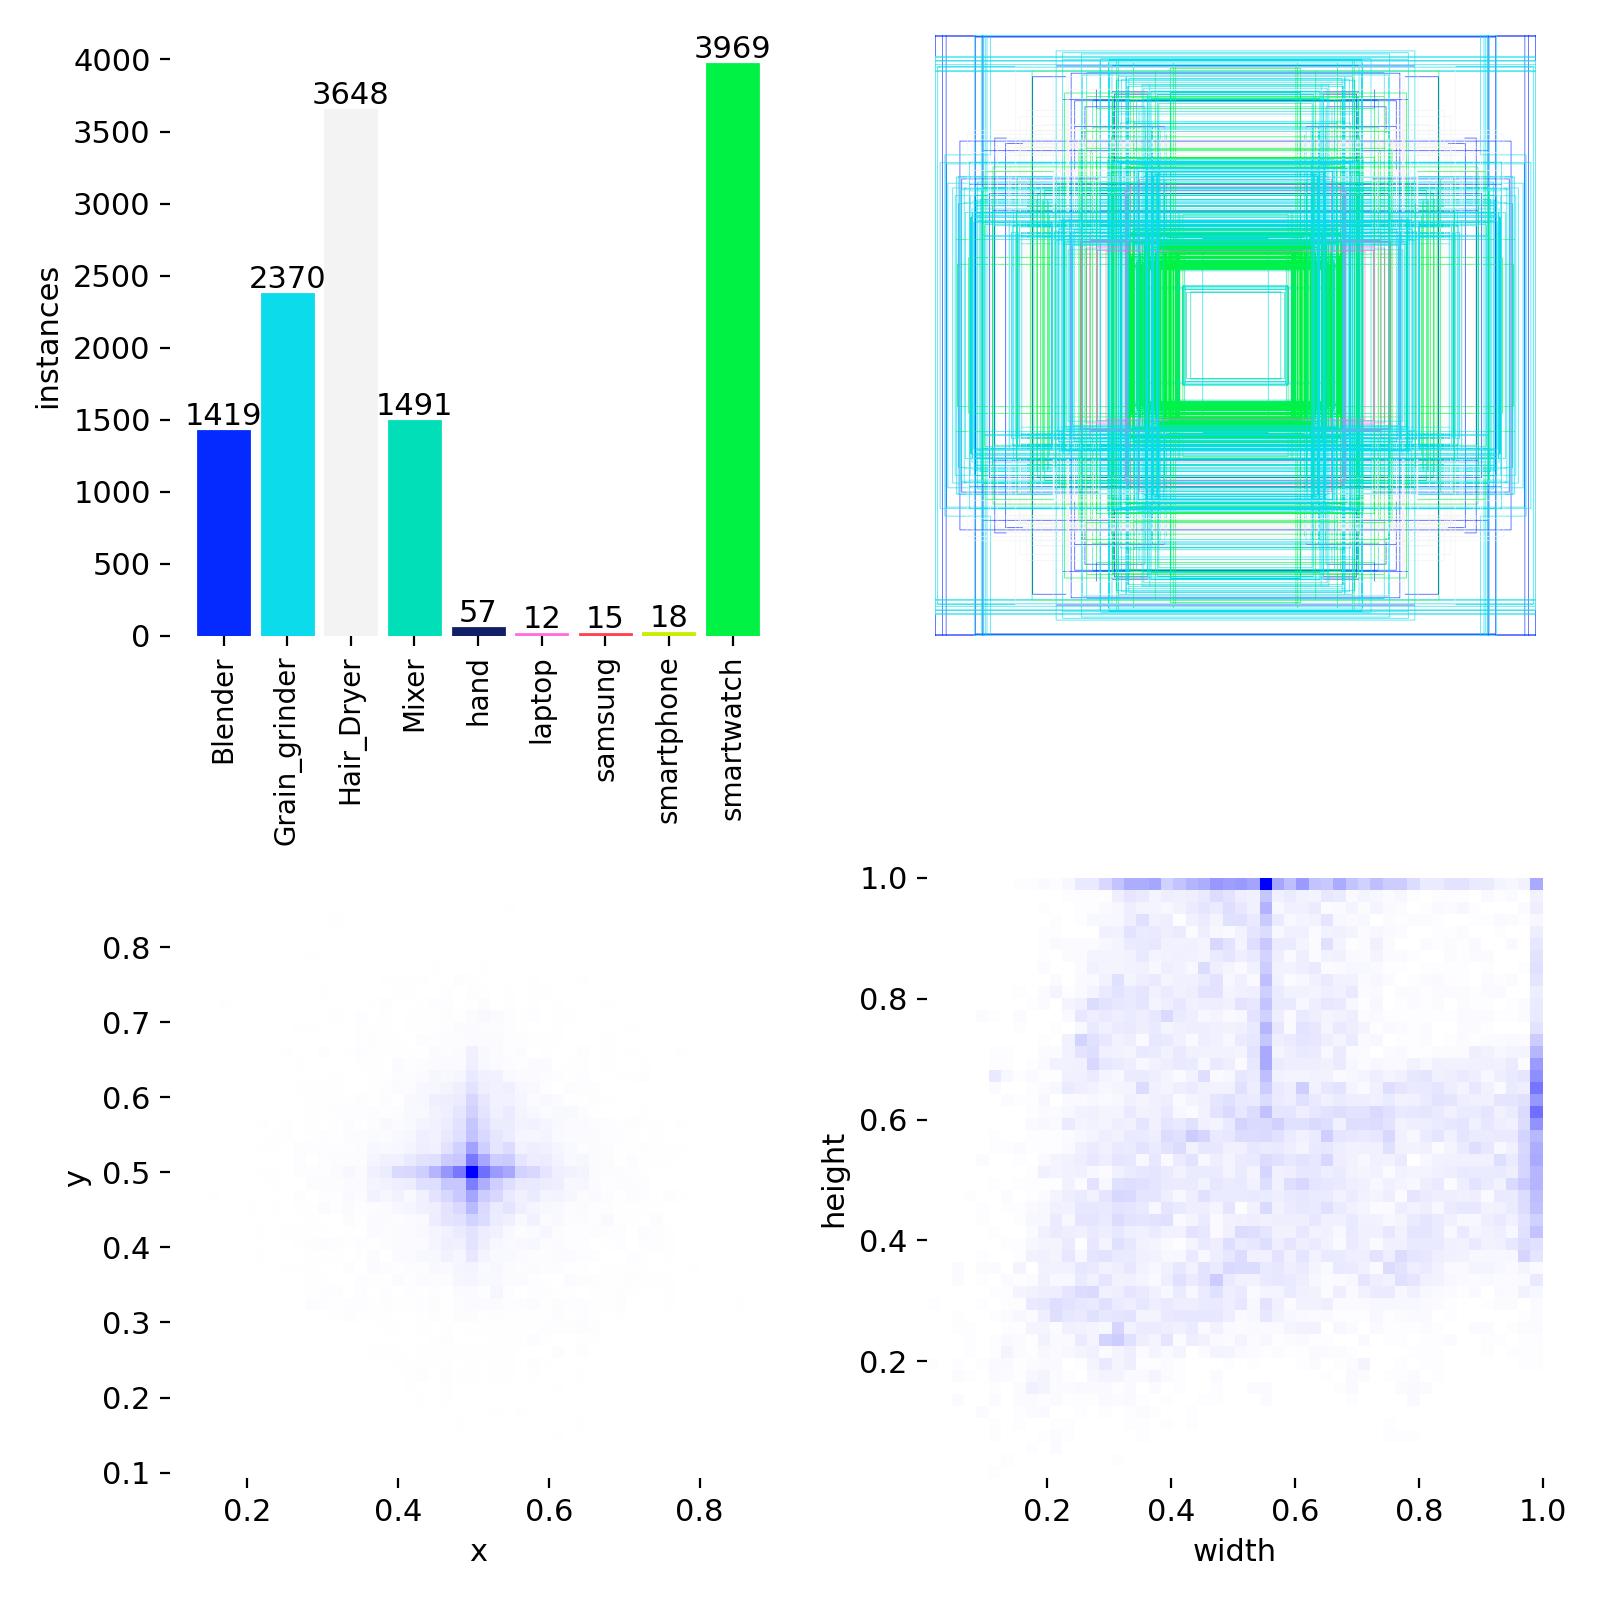 instances
4000
3500
3000
2500
2000
1500
1000
500
0
1419
2370
3648
1491
57
12
15
18
3969
Blender
Grain_grinder
Hair_Dryer
Mixer
hand
laptop
samsung
smartphone
smartwatch
y
0.8
0.7
0.6
0.5
0.4
0.3
0.2
0.1
0.2 0.4 0.6 0.8
x
height
1.0
0.8
0.6
0.4
0.2
0.2 0.4 0.6 0.8 1.0
width